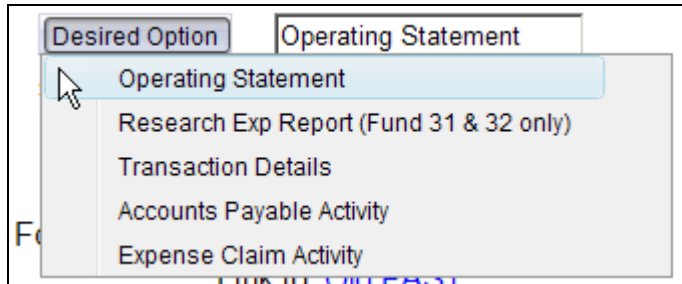 Desired Option Operating Statement
Operating Statement
Research Exp Report (Fund 31 & 32 only)
Transaction Details
Accounts Payable Activity
Expense Claim Activity